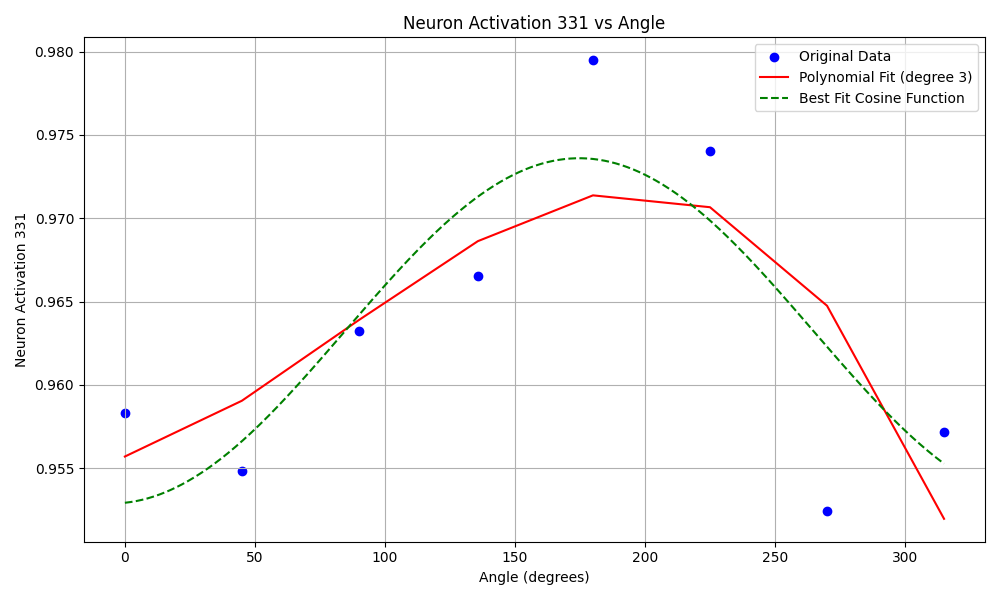 Neuron Activation 331 vs Angle
0.980
0.975
0.970
0.965
0.960
0.955
Neuron Activation 331
Original Data
Polynomial Fit (degree 3)
Best Fit Cosine Function
0
50
100
150
200
250
300
Angle (degrees)